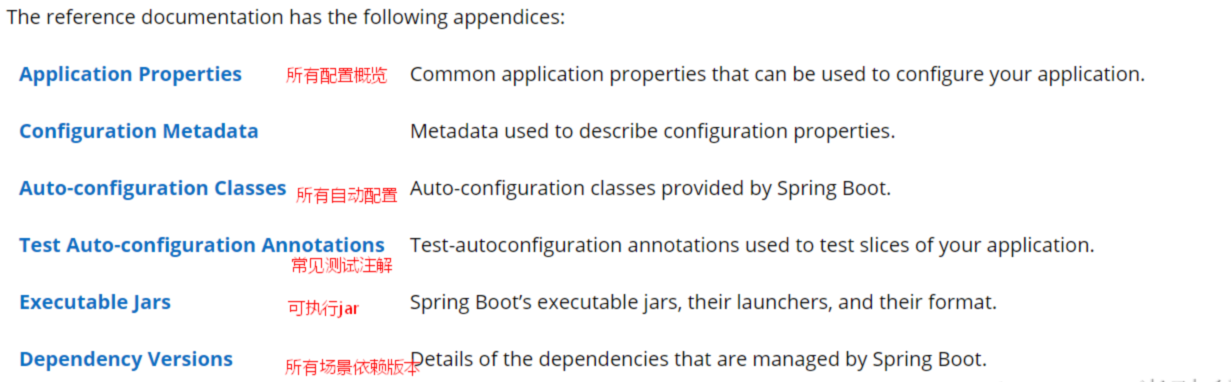 The reference documentation has the following appendices:
Application Properties 所有配置概览 Common application properties that can be used to configure your application.
Configuration Metadata Metadata used to describe configuration properties.
Auto-configuration Classes 所有自动配置 Auto-configuration classes provided by Spring Boot.
Test Auto-configuration Annotations Test-autoconfiguration annotations used to test slices of your application.
常见测试注解
Executable Jars 可执行jar Spring Boot’s executable jars, their launchers, and their format.
Dependency Versions 所有场景依赖版本 Details of the dependencies that are managed by Spring Boot.